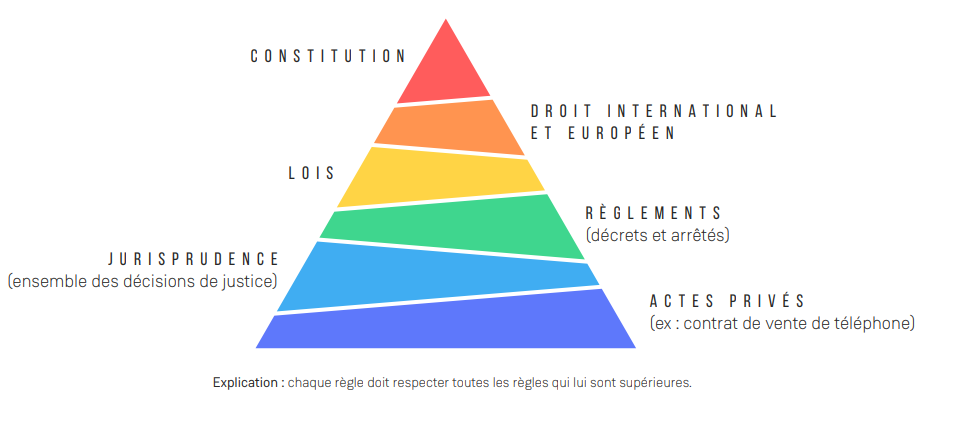 CONSTITUTION
DROIT INTERNATIONAL
ET EUROPÉEN
LOIS
RÈGLEMENTS
(décrets et arrêtés)
JURISPRUDENCE
(ensemble des décisions de justice)
ACTES PRIVÉS
(ex : contrat de vente de téléphone)
Explication : chaque règle doit respecter toutes les règles qui lui sont supérieures.